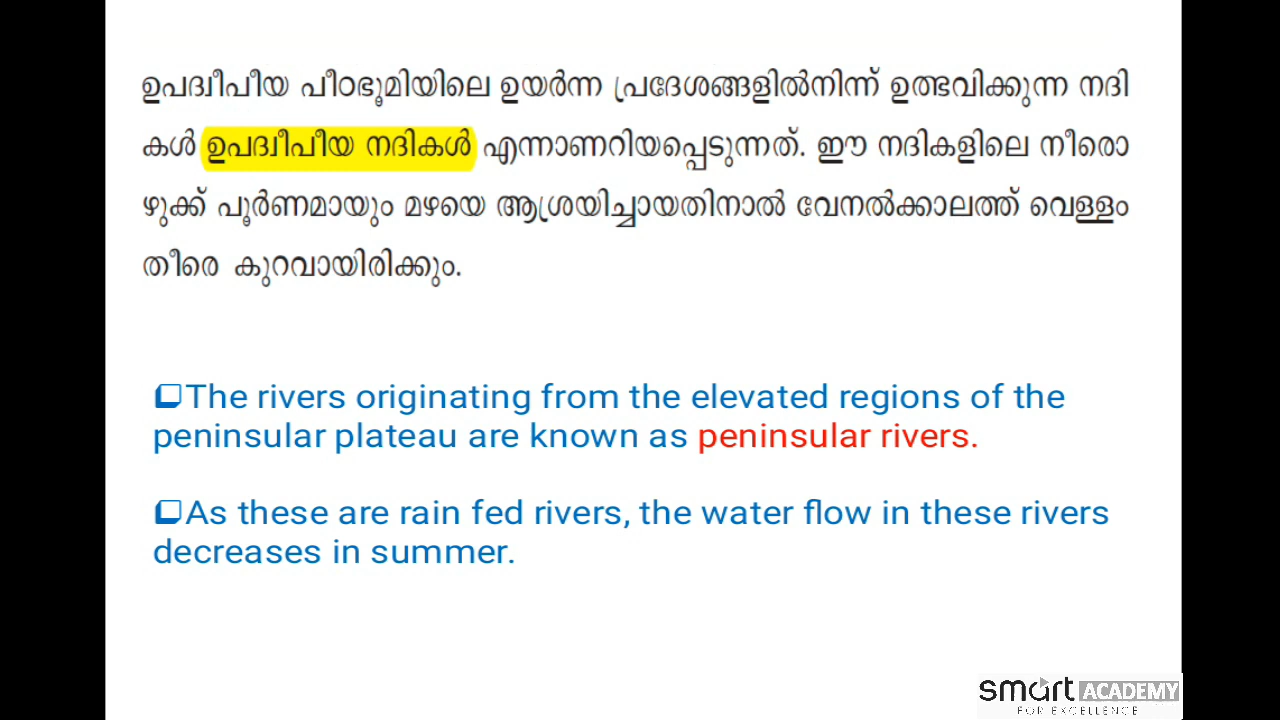 ഉപദ്വീപീയ പീഠഭൂമിയിലെ ഉയർന്ന പ്രദേശങ്ങളിൽനിന്ന് ഉത്ഭവിക്കുന്ന നദി
കൾ ഉപദ്വീപീയ നദികൾ എന്നാണറിയപ്പെടുന്നത്. ഈ നദികളിലെ നീരൊ
ഴുക്ക് പൂർണമായും മഴയെ ആശ്രയിച്ചായതിനാൽ വേനൽക്കാലത്ത് വെള്ളം
തീരെ കുറവായിരിക്കും.
❑The rivers originating from the elevated regions of the
peninsular plateau are known as peninsular rivers.
❑As these are rain fed rivers, the water flow in these rivers
decreases in summer.
smart ACADEMY
FOR EXCELLENCE